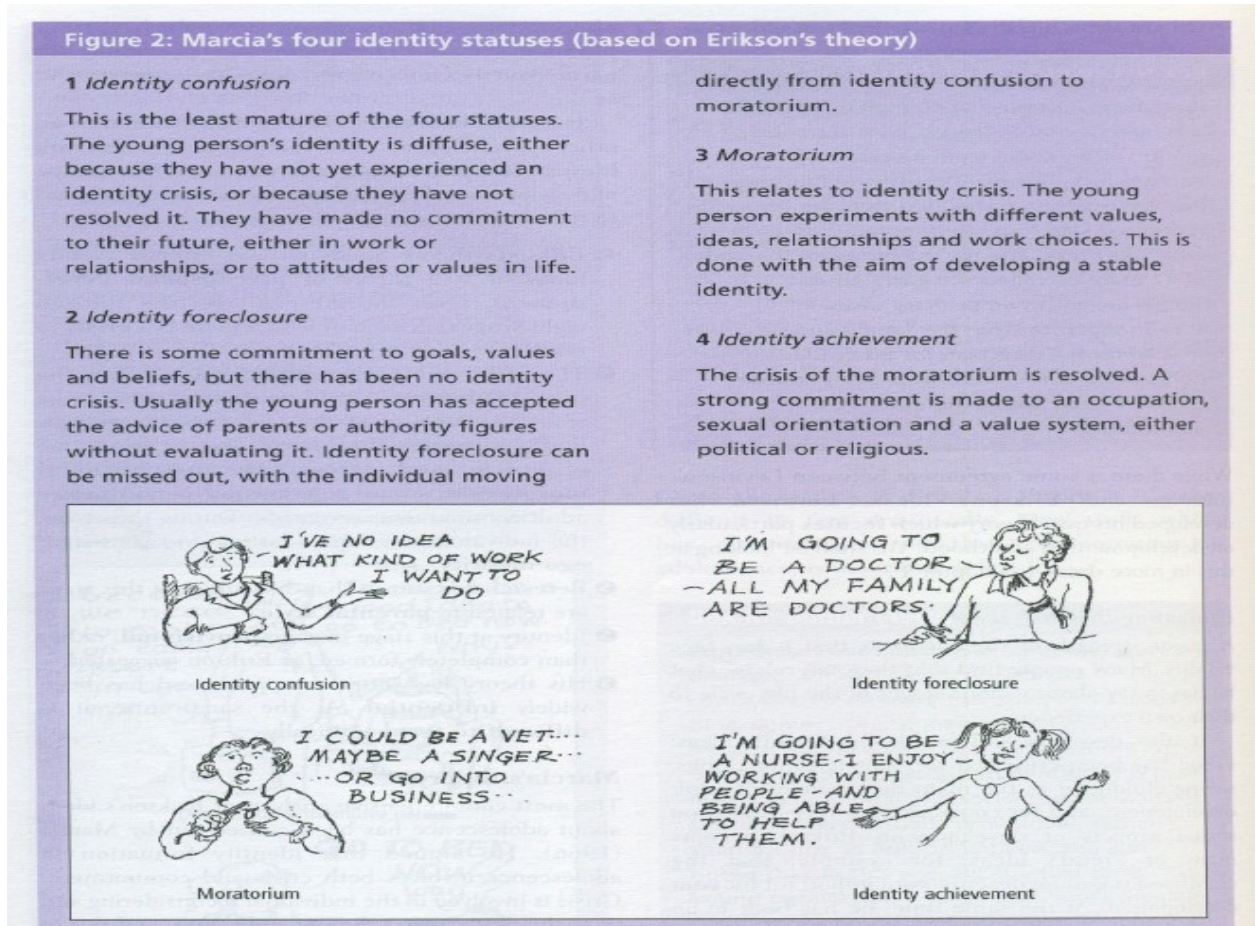 Figure 2: Marcia's four identity statuses (based on Erikson's theory)
1 Identity confusion
This is the least mature of the four statuses.
The young person's identity is diffuse, either
because they have not yet experienced an
identity crisis, or because they have not
resolved it. They have made no commitment
to their future, either in work or
relationships, or to attitudes or values in life.
2 Identity foreclosure
There is some commitment to goals, values
and beliefs, but there has been no identity
crisis. Usually the young person has accepted
the advice of parents or authority figures
without evaluating it. Identity foreclosure can
be missed out, with the individual moving
directly from identity confusion to
moratorium.
3 Moratorium
This relates to identity crisis. The young
person experiments with different values,
ideas, relationships and work choices. This is
done with the aim of developing a stable
identity.
4 Identity achievement
The crisis of the moratorium is resolved. A
strong commitment is made to an occupation,
sexual orientation and a value system, either
political or religious.
I'VE NO IDEA
WHAT KIND OF WORK
I WANT TO
DO
Identity confusion
I'M GOING TO
BE A DOCTOR
-ALL MY FAMILY
ARE DOCTORS.
Identity foreclosure
I COULD BE A VET...
MAYBE A SINGER...
...OR GO INTO
BUSINESS...
Moratorium
I'M GOING TO BE
A NURSE-I ENJOY
WORKING WITH
PEOPLE-AND
BEING ABLE
TO HELP
THEM.
Identity achievement